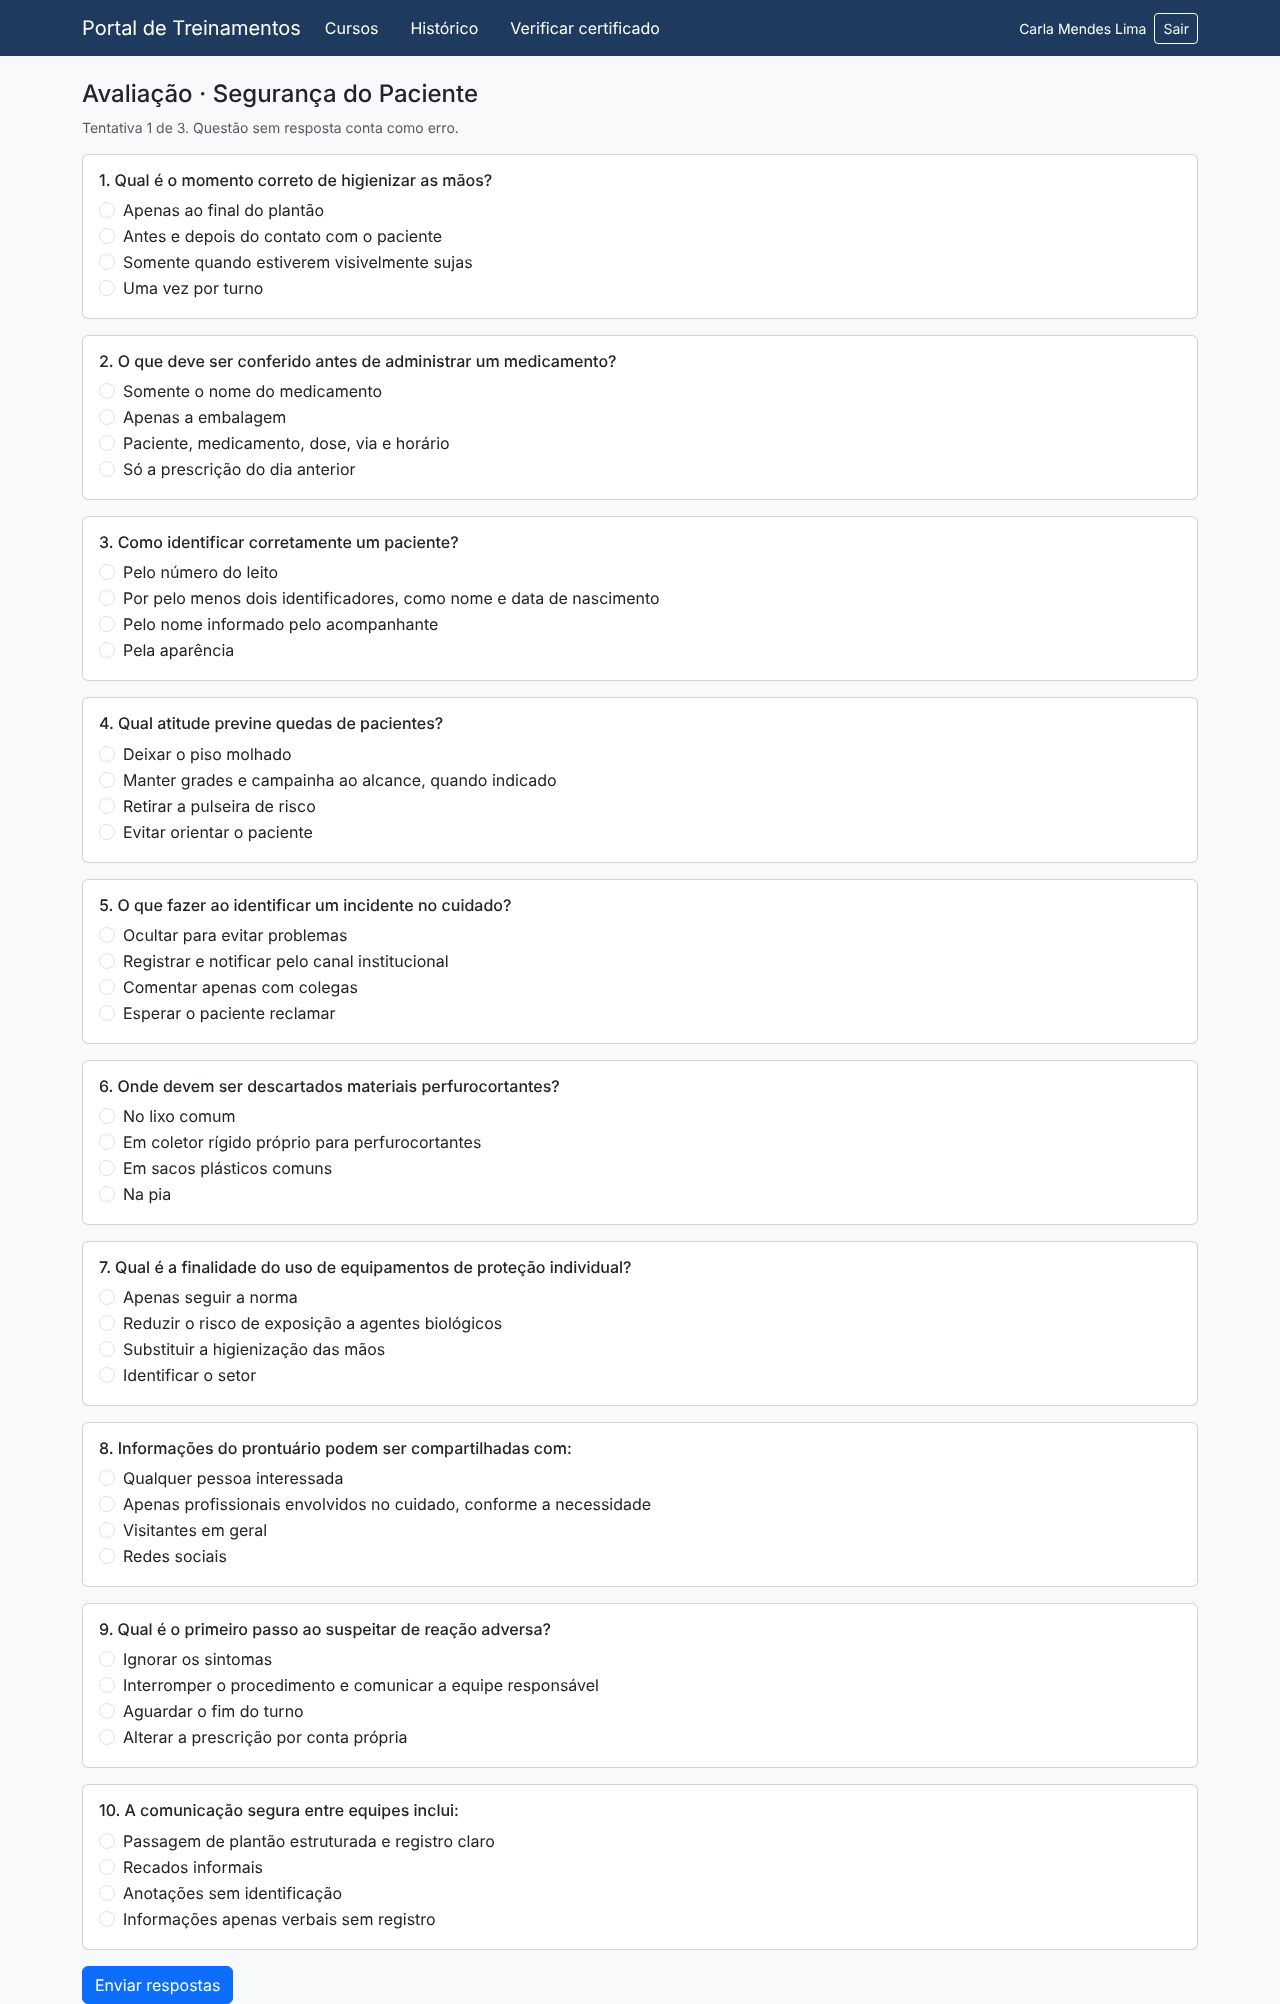 Portal de Treinamentos Cursos Histórico Verificar certificado Carla Mendes Lima Sair
Avaliação · Segurança do Paciente
Tentativa 1 de 3. Questão sem resposta conta como erro.
1. Qual é o momento correto de higienizar as mãos?
Apenas ao final do plantão
Antes e depois do contato com o paciente
Somente quando estiverem visivelmente sujas
Uma vez por turno
2. O que deve ser conferido antes de administrar um medicamento?
Somente o nome do medicamento
Apenas a embalagem
Paciente, medicamento, dose, via e horário
Só a prescrição do dia anterior
3. Como identificar corretamente um paciente?
Pelo número do leito
Por pelo menos dois identificadores, como nome e data de nascimento
Pelo nome informado pelo acompanhante
Pela aparência
4. Qual atitude previne quedas de pacientes?
Deixar o piso molhado
Manter grades e campainha ao alcance, quando indicado
Retirar a pulseira de risco
Evitar orientar o paciente
5. O que fazer ao identificar um incidente no cuidado?
Ocultar para evitar problemas
Registrar e notificar pelo canal institucional
Comentar apenas com colegas
Esperar o paciente reclamar
6. Onde devem ser descartados materiais perfurocortantes?
No lixo comum
Em coletor rígido próprio para perfurocortantes
Em sacos plásticos comuns
Na pia
7. Qual é a finalidade do uso de equipamentos de proteção individual?
Apenas seguir a norma
Reduzir o risco de exposição a agentes biológicos
Substituir a higienização das mãos
Identificar o setor
8. Informações do prontuário podem ser compartilhadas com:
Qualquer pessoa interessada
Apenas profissionais envolvidos no cuidado, conforme a necessidade
Visitantes em geral
Redes sociais
9. Qual é o primeiro passo ao suspeitar de reação adversa?
Ignorar os sintomas
Interromper o procedimento e comunicar a equipe responsável
Aguardar o fim do turno
Alterar a prescrição por conta própria
10. A comunicação segura entre equipes inclui:
Passagem de plantão estruturada e registro claro
Recados informais
Anotações sem identificação
Informações apenas verbais sem registro
Enviar respostas